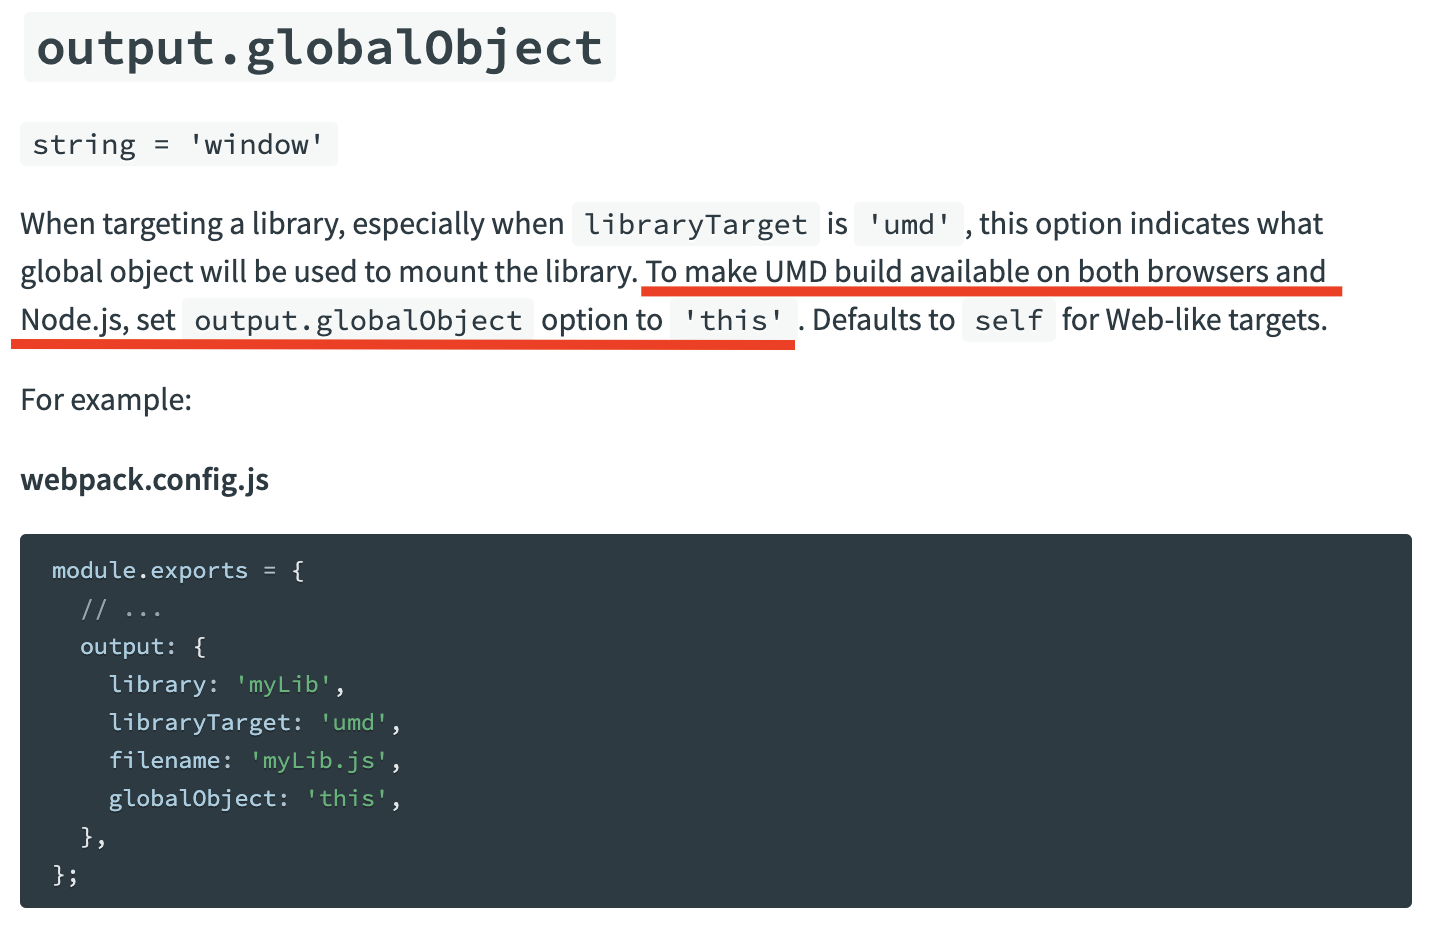 output.globalObject
string = 'window'
When targeting a library, especially when libraryTarget is 'umd', this option indicates what
global object will be used to mount the library. To make UMD build available on both browsers and
Node.js, set output.globalObject option to 'this'. Defaults to self for Web-like targets.
For example:
webpack.config.js
module.exports = {
  // ...
  output: {
    library: 'myLib',
    libraryTarget: 'umd',
    filename: 'myLib.js',
    globalObject: 'this',
  },
};